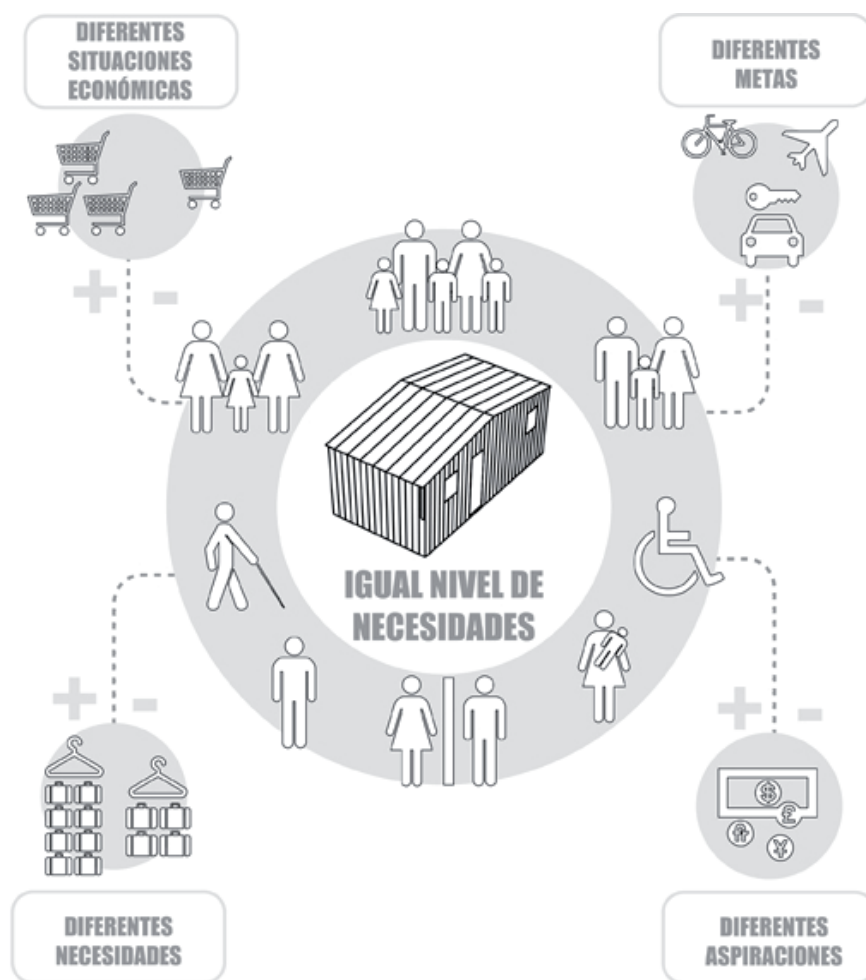 DIFERENTES
SITUACIONES
ECONÓMICAS
DIFERENTES
METAS
+ -
+ -
IGUAL NIVEL DE
NECESIDADES
+ -
+ -
$
£
¥
DIFERENTES
NECESIDADES
DIFERENTES
ASPIRACIONES